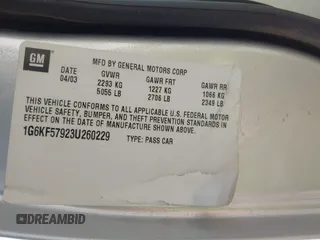 GM
MFD BY GENERAL MOTORS CORP
DATE GVWR GAWR FRT GAWR RR
04/03 2293 KG 1227 KG 1066 KG
5055 LB 2706 LB 2349 LB
THIS VEHICLE CONFORMS TO ALL APPLICABLE U.S. FEDERAL MOTOR
VEHICLE SAFETY, BUMPER, AND THEFT PREVENTION STANDARDS IN
EFFECT ON THE DATE OF MANUFACTURE SHOWN ABOVE.
1G6KF57923U260229 TYPE: PASS CAR
DREAMBID